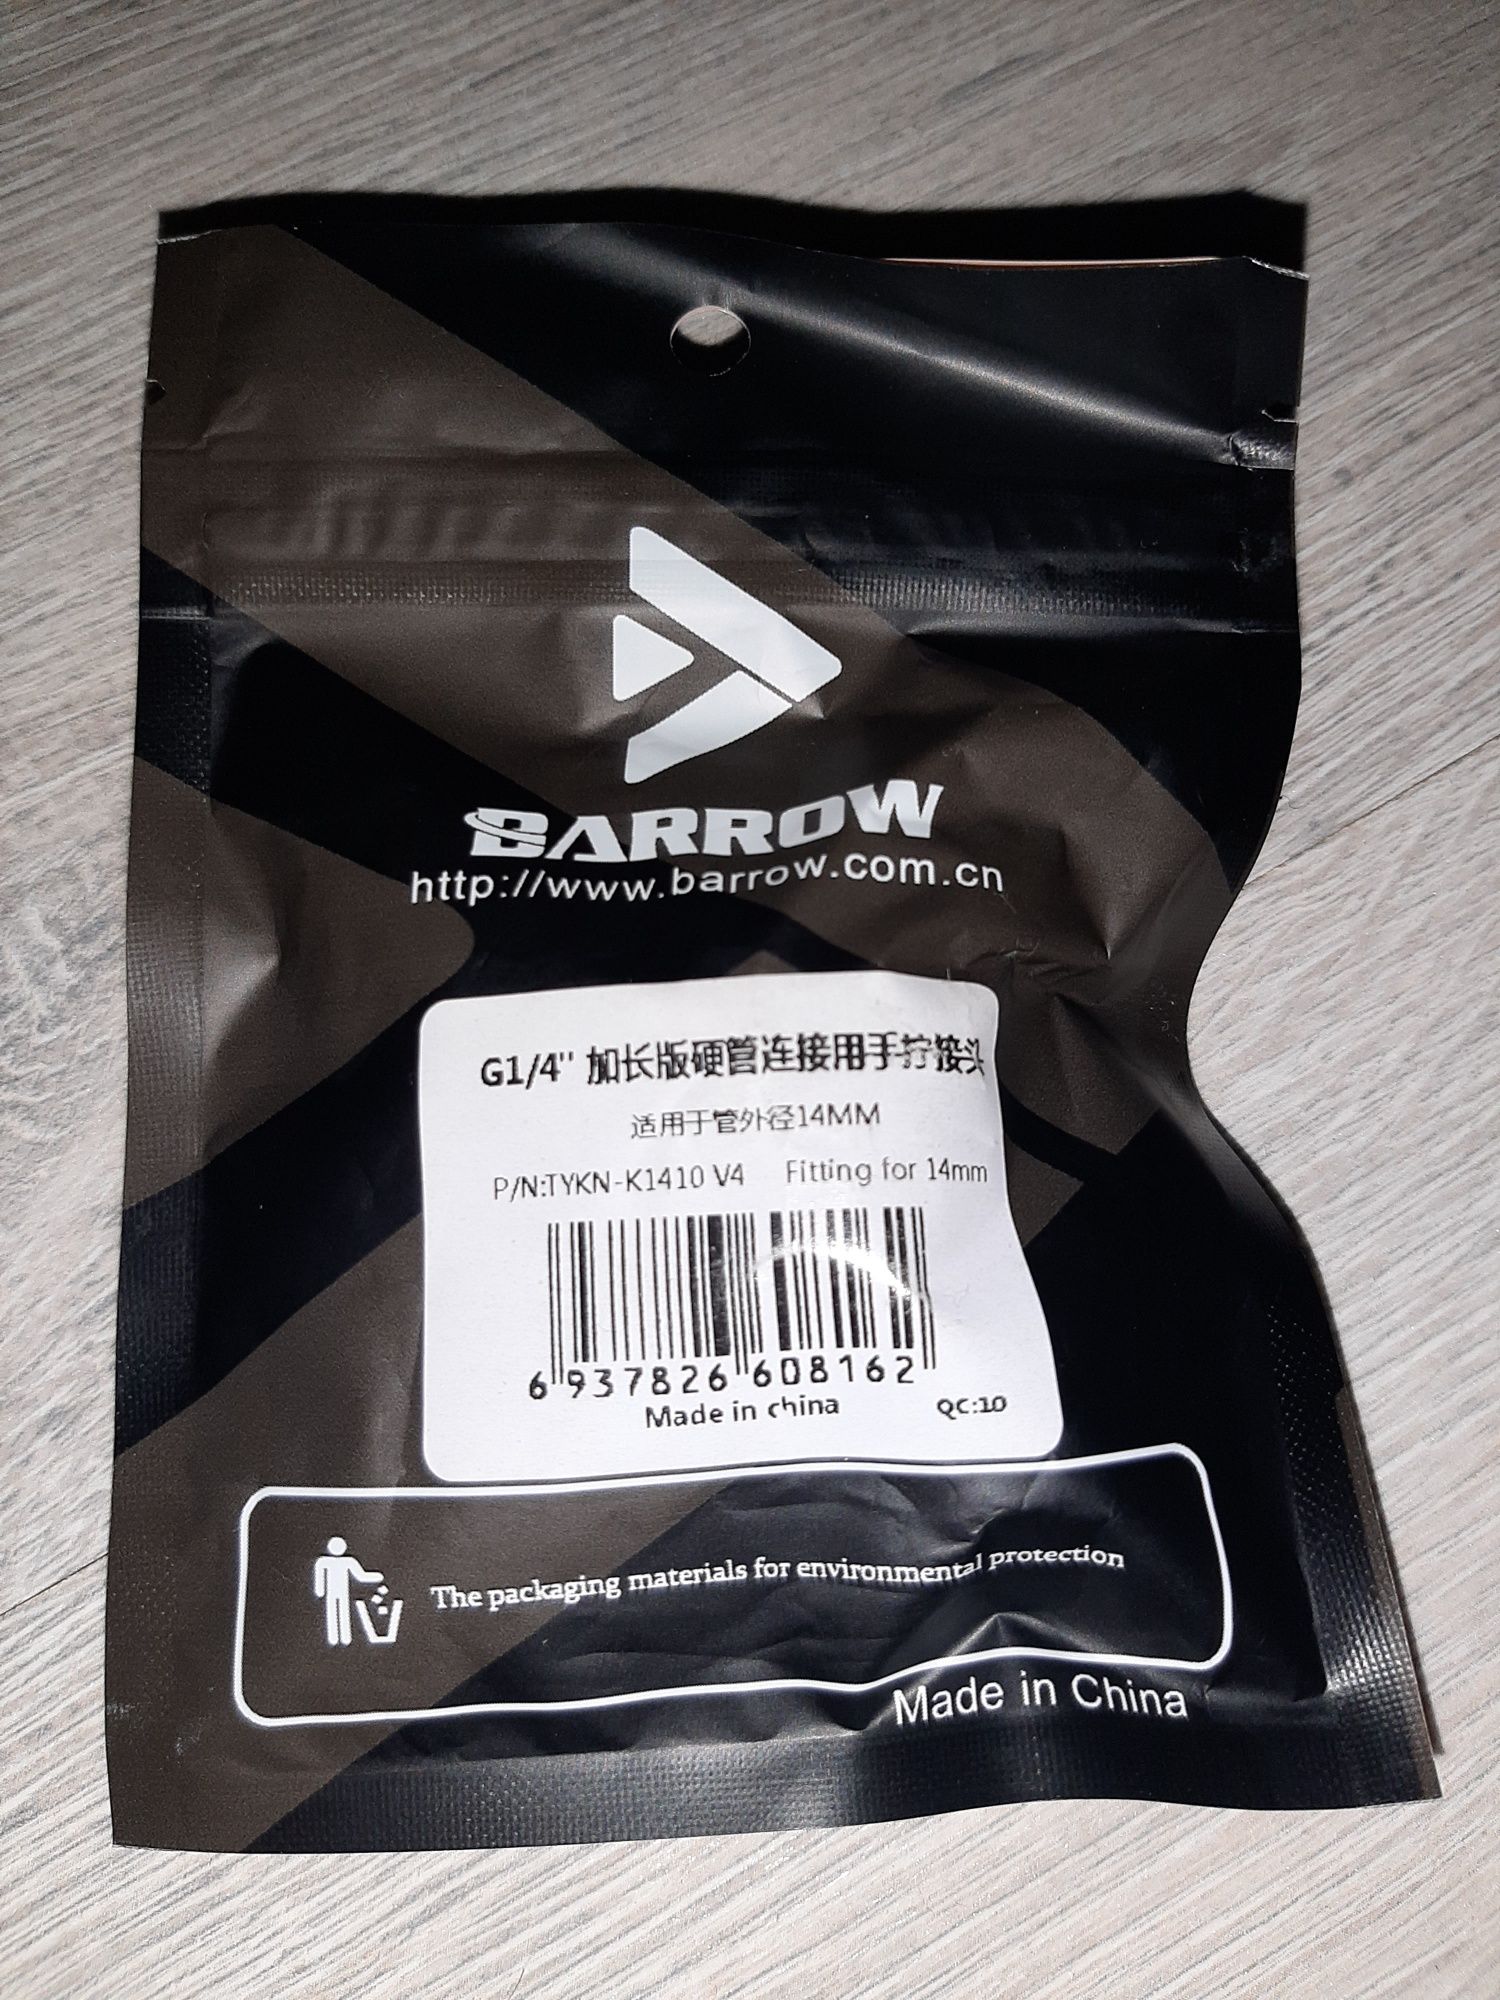 BARROW
http://www.barrow.com.cn
G1/4" 加长版硬管连接用手拧接头
适用于管外径14MM
P/N:TYKN-K1410 V4 Fitting for 14mm
6 937826 608162
Made in china QC:10
The packaging materials for environmental protection
Made in China